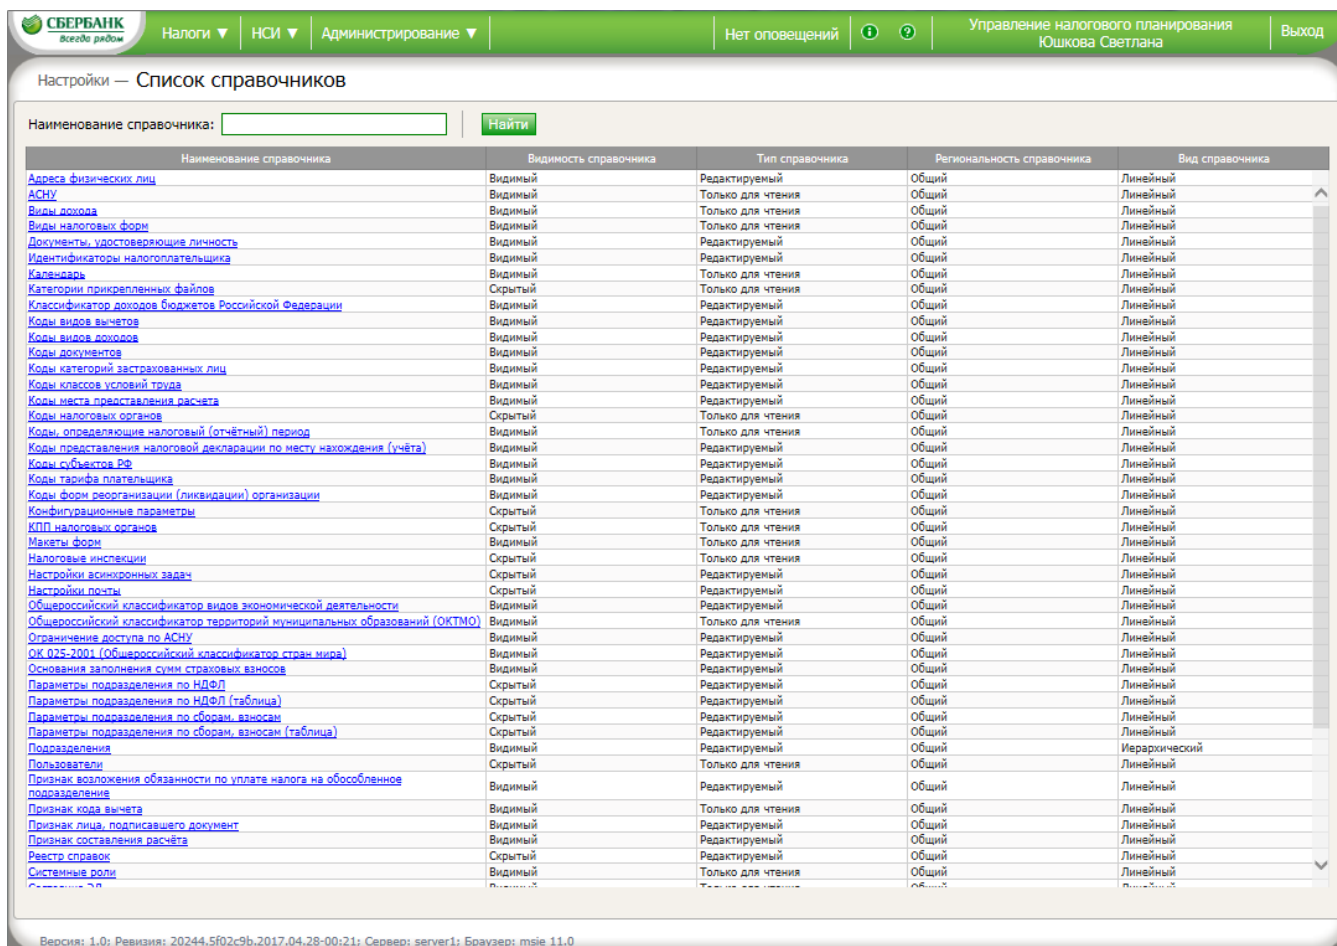 СБЕРБАНК
Всегда рядом
Налоги ▼ НСИ ▼ Администрирование ▼ Нет оповещений Управление налогового планирования
Юшкова Светлана
Выход
Настройки — Список справочников
Наименование справочника: Найти
Наименование справочника Видимость справочника Тип справочника Региональность справочника Вид справочника
Адреса физических лиц Видимый Редактируемый Общий Линейный
АСНУ Видимый Только для чтения Общий Линейный
Виды дохода Видимый Только для чтения Общий Линейный
Виды налоговых форм Видимый Только для чтения Общий Линейный
Документы, удостоверяющие личность Видимый Редактируемый Общий Линейный
Идентификаторы налогоплательщика Видимый Редактируемый Общий Линейный
Календарь Видимый Только для чтения Общий Линейный
Категории прикрепленных файлов Скрытый Только для чтения Общий Линейный
Классификатор доходов бюджетов Российской Федерации Видимый Редактируемый Общий Линейный
Коды видов вычетов Видимый Редактируемый Общий Линейный
Коды видов доходов Видимый Редактируемый Общий Линейный
Коды документов Видимый Редактируемый Общий Линейный
Коды категорий застрахованных лиц Видимый Редактируемый Общий Линейный
Коды классов условий труда Видимый Редактируемый Общий Линейный
Коды места представления расчета Видимый Редактируемый Общий Линейный
Коды налоговых органов Скрытый Только для чтения Общий Линейный
Коды, определяющие налоговый (отчётный) период Видимый Только для чтения Общий Линейный
Коды представления налоговой декларации по месту нахождения (учёта) Видимый Редактируемый Общий Линейный
Коды субъектов РФ Видимый Редактируемый Общий Линейный
Коды тарифа плательщика Видимый Редактируемый Общий Линейный
Коды форм реорганизации (ликвидации) организации Видимый Редактируемый Общий Линейный
Конфигурационные параметры Скрытый Только для чтения Общий Линейный
КПП налоговых органов Скрытый Только для чтения Общий Линейный
Макеты форм Видимый Только для чтения Общий Линейный
Налоговые инспекции Скрытый Только для чтения Общий Линейный
Настройки асинхронных задач Скрытый Редактируемый Общий Линейный
Настройки почты Скрытый Редактируемый Общий Линейный
Общероссийский классификатор видов экономической деятельности Видимый Редактируемый Общий Линейный
Общероссийский классификатор территорий муниципальных образований (ОКТМО) Видимый Только для чтения Общий Линейный
Ограничение доступа по АСНУ Видимый Редактируемый Общий Линейный
ОК 025-2001 (Общероссийский классификатор стран мира) Видимый Редактируемый Общий Линейный
Основания заполнения сумм страховых взносов Видимый Редактируемый Общий Линейный
Параметры подразделения по НДФЛ Скрытый Редактируемый Общий Линейный
Параметры подразделения по НДФЛ (таблица) Скрытый Редактируемый Общий Линейный
Параметры подразделения по сборам, взносам Скрытый Редактируемый Общий Линейный
Параметры подразделения по сборам, взносам (таблица) Скрытый Редактируемый Общий Линейный
Подразделения Видимый Редактируемый Общий Иерархический
Пользователи Скрытый Только для чтения Общий Линейный
Признак возложения обязанности по уплате налога на обособленное
подразделение Видимый Редактируемый Общий Линейный
Признак кода вычета Видимый Только для чтения Общий Линейный
Признак лица, подписавшего документ Видимый Редактируемый Общий Линейный
Признак составления расчёта Видимый Редактируемый Общий Линейный
Реестр справок Скрытый Редактируемый Общий Линейный
Системные роли Видимый Только для чтения Общий Линейный
Версия: 1.0; Ревизия: 20244.5f02c9b.2017.04.28-00:21; Сервер: server1; Браузер: msie 11.0